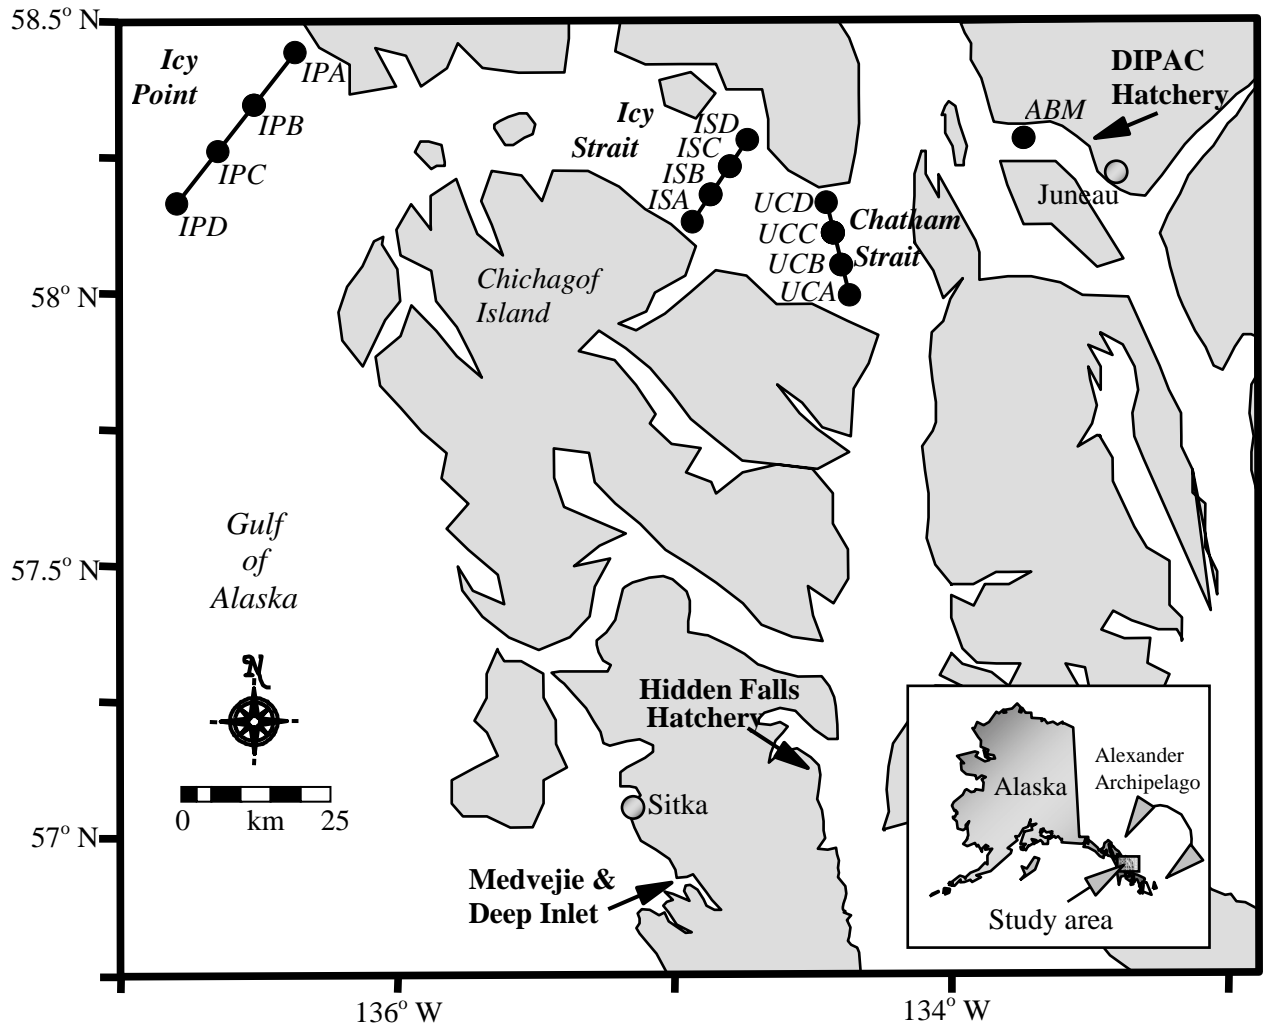 58.5° N
Icy
Point
IPA
IPB
IPC
IPD
Icy
Strait
ISD
ISC
ISB
ISA
UCD
UCC
UCB
UCA
Chatham
Strait
ABM
DIPAC
Hatchery
Juneau
58° N
Chichagof
Island
57.5° N
Gulf
of
Alaska
N
0 km 25
57° N
Hidden Falls
Hatchery
Sitka
Medvejie &
Deep Inlet
Alaska
Alexander
Archipelago
Study area
136° W
134° W